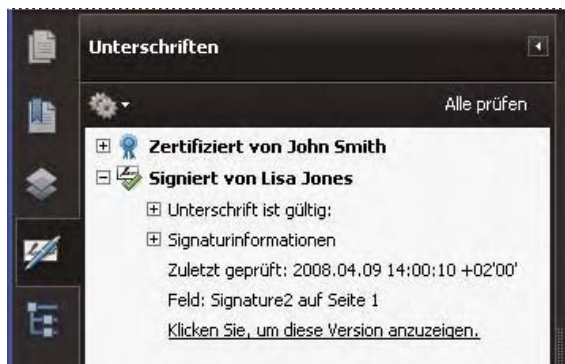 Unterschriften
Alle prüfen
Zertifiziert von John Smith
Signiert von Lisa Jones
Unterschrift ist gültig:
Signaturinformationen
Zuletzt geprüft: 2008.04.09 14:00:10 +02'00'
Feld: Signature2 auf Seite 1
Klicken Sie, um diese Version anzuzeigen.